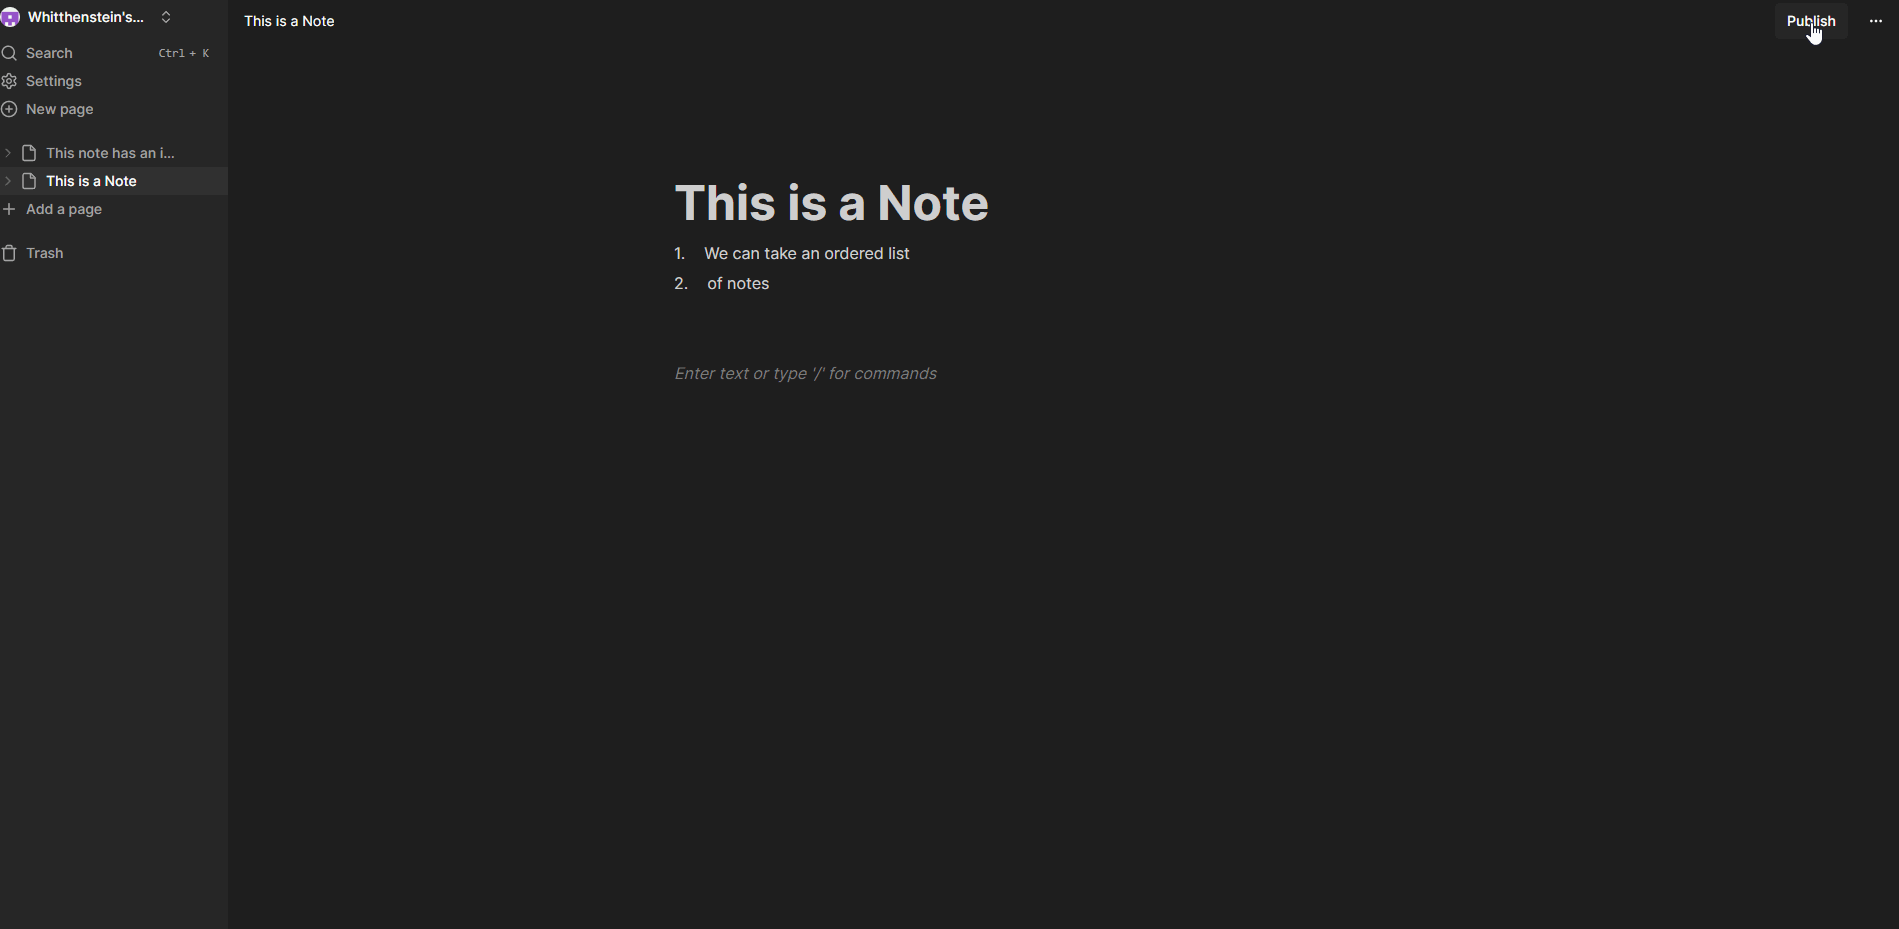 Whitthenstein's...
Search Ctrl + K
Settings
New page
This note has an i...
This is a Note
Add a page
Trash
This is a Note
Publish
This is a Note
1. We can take an ordered list
2. of notes
Enter text or type '/' for commands